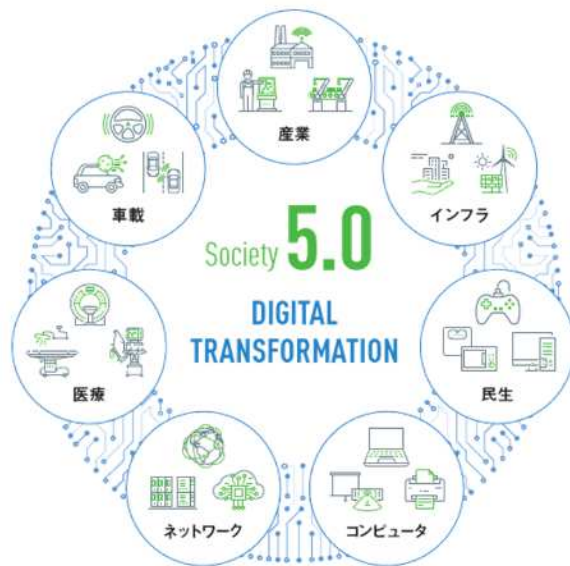 産業
車載
インフラ
Society 5.0
DIGITAL
TRANSFORMATION
医療
民生
ネットワーク
コンピュータ